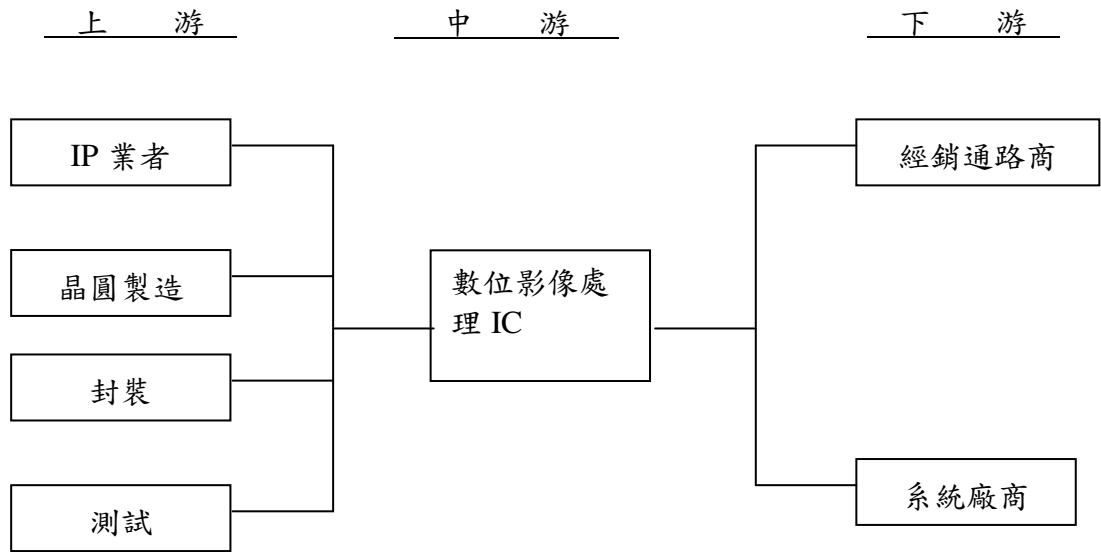 上 游
中 游
下 游
IP 業者
晶圓製造
封裝
測試
數位影像處
理 IC
經銷通路商
系統廠商